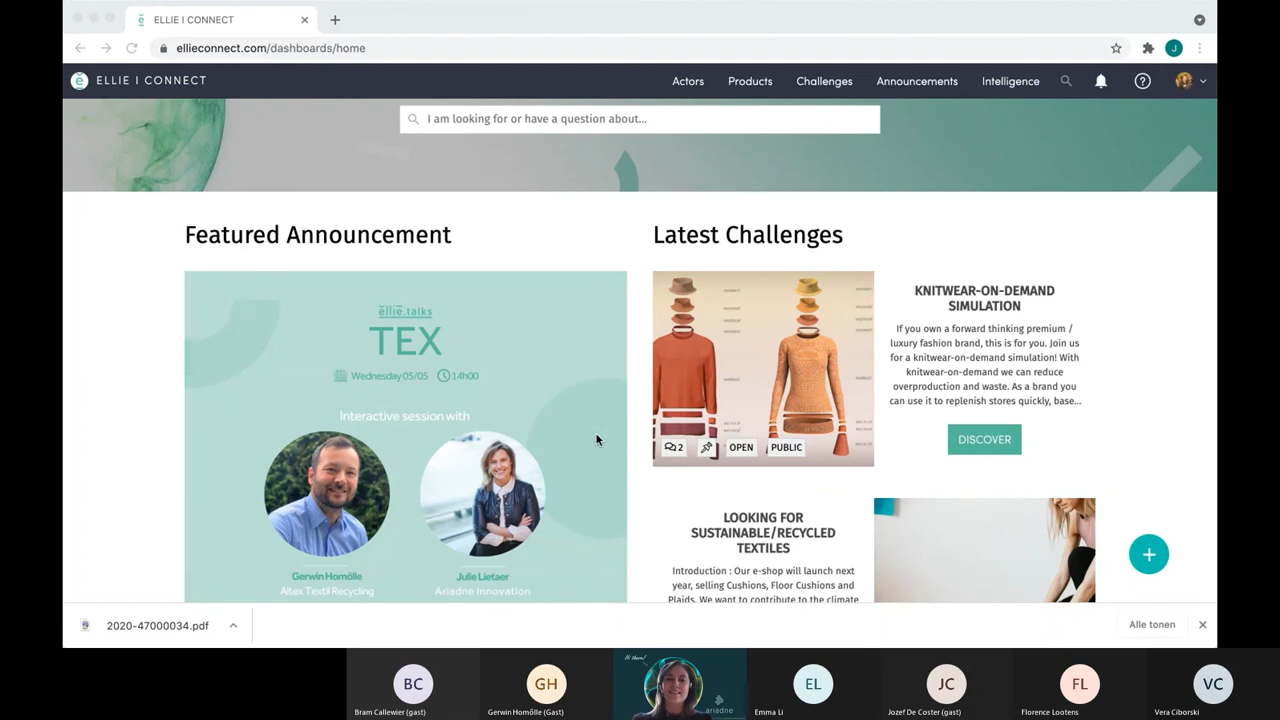 ELLIE I CONNECT
ellieconnect.com/dashboards/home
J
ELLIE I CONNECT
Actors
Products
Challenges
Announcements
Intelligence
I am looking for or have a question about...
Featured Announcement
ellie.talks
TEX
Wednesday 05/05
14h00
Interactive session with
Gerwin Homölle
Altex Textil Recycling
Julie Lietaer
Ariadne Innovation
Latest Challenges
2
OPEN
PUBLIC
KNITWEAR-ON-DEMAND
SIMULATION
If you own a forward thinking premium /
luxury fashion brand, this is for you. Join us
for a knitwear-on-demand simulation! With
knitwear-on-demand we can reduce
overproduction and waste. As a brand you
can use it to replenish stores quickly, base...
DISCOVER
LOOKING FOR
SUSTAINABLE/RECYCLED
TEXTILES
Introduction : Our e-shop will launch next
year, selling Cushions, Floor Cushions and
Plaids. We want to contribute to the climate
2020-47000034.pdf
Alle tonen
BC
Bram Callewier (gast)
GH
Gerwin Homölle (Gast)
Hi there!
ariadne
EL
Emma Li
JC
Jozef De Coster (gast)
FL
Florence Lootens
VC
Vera Ciborski